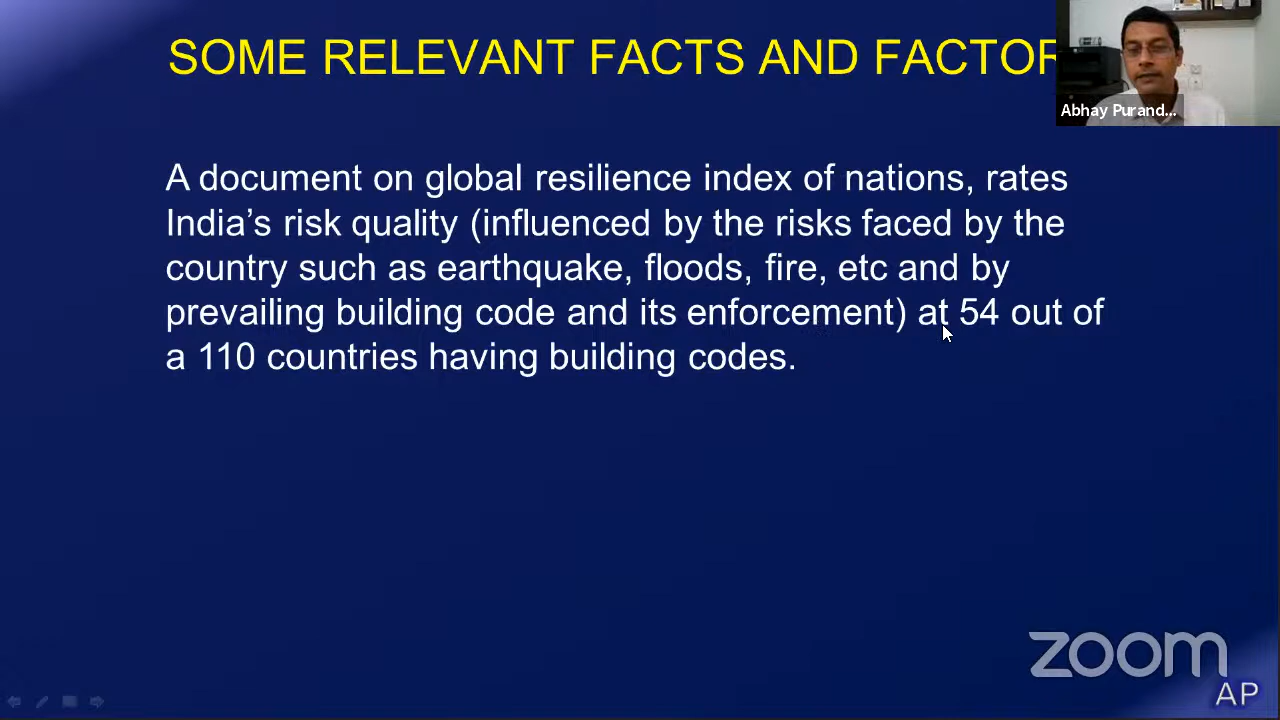 SOME RELEVANT FACTS AND FACTOR
Abhay Purand...
A document on global resilience index of nations, rates
India’s risk quality (influenced by the risks faced by the
country such as earthquake, floods, fire, etc and by
prevailing building code and its enforcement) at 54 out of
a 110 countries having building codes.
zoom
AP